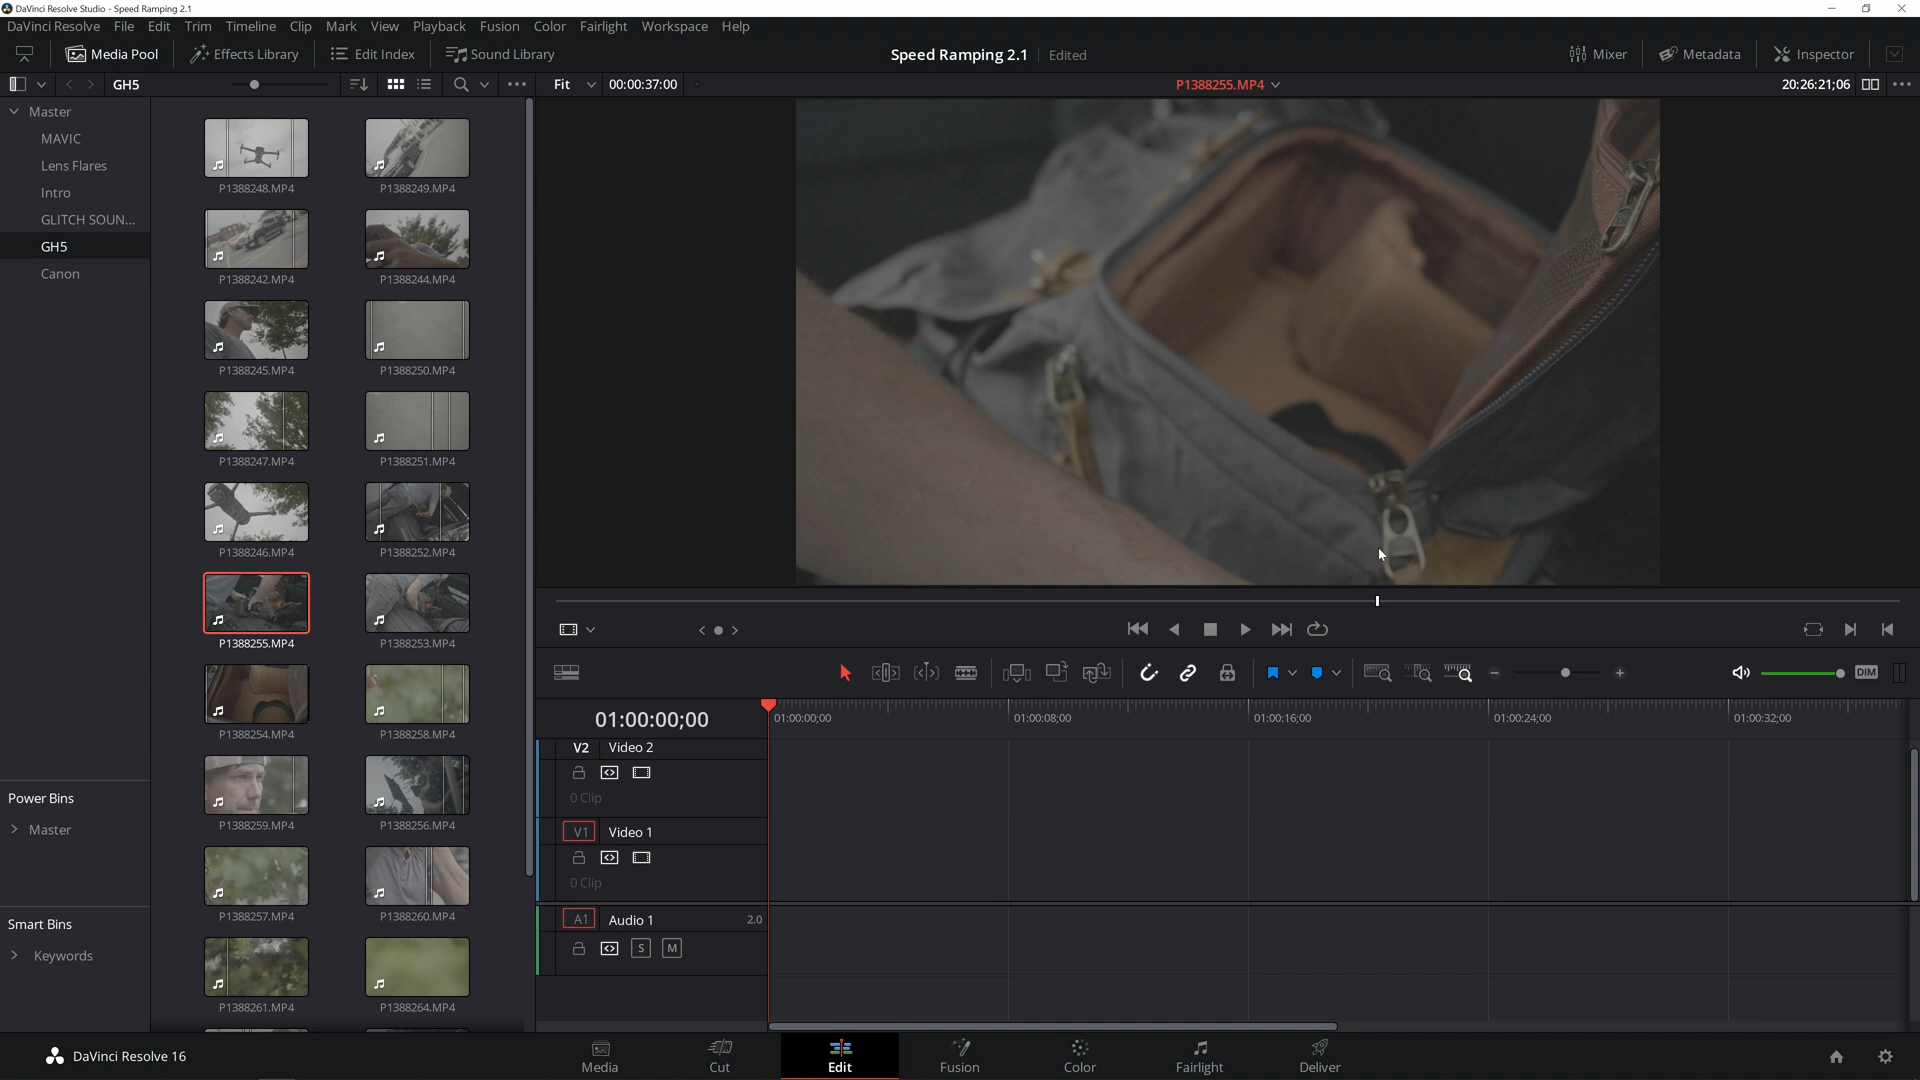 DaVinci Resolve Studio - Speed Ramping 2.1
DaVinci Resolve File Edit Trim Timeline Clip Mark View Playback Fusion Color Fairlight Workspace Help
Media Pool Effects Library Edit Index Sound Library Speed Ramping 2.1 Edited Mixer Metadata Inspector
GH5 Fit 00:00:37:00 P1388255.MP4 20:26:21;06
Master
MAVIC
Lens Flares
Intro
GLITCH SOUN...
GH5
Canon
Power Bins
Master
Smart Bins
Keywords
P1388248.MP4 P1388249.MP4
P1388242.MP4 P1388244.MP4
P1388245.MP4 P1388250.MP4
P1388247.MP4 P1388251.MP4
P1388246.MP4 P1388252.MP4
P1388255.MP4 P1388253.MP4
P1388254.MP4 P1388258.MP4
P1388259.MP4 P1388256.MP4
P1388257.MP4 P1388260.MP4
P1388261.MP4 P1388264.MP4
DIM
01:00:00;00
01:00:00;00 01:00:08;00 01:00:16;00 01:00:24;00 01:00:32;00
V2 Video 2
0 Clip
V1 Video 1
0 Clip
A1 Audio 1 2.0
S M
DaVinci Resolve 16
Media Cut Edit Fusion Color Fairlight Deliver